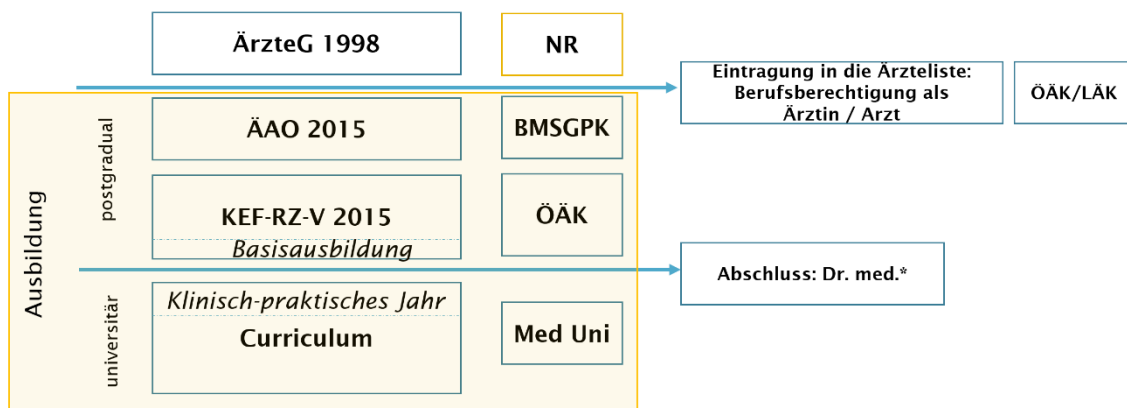 ÄrzteG 1998
NR
Eintragung in die Ärzteliste:
Berufsberechtigung als
Ärztin / Arzt
ÖÄK/LÄK
Ausbildung
postgradual
ÄAO 2015
BMSGPK
KEF-RZ-V 2015
Basisausbildung
ÖÄK
Abschluss: Dr. med.*
universitär
Klinisch-praktisches Jahr
Curriculum
Med Uni